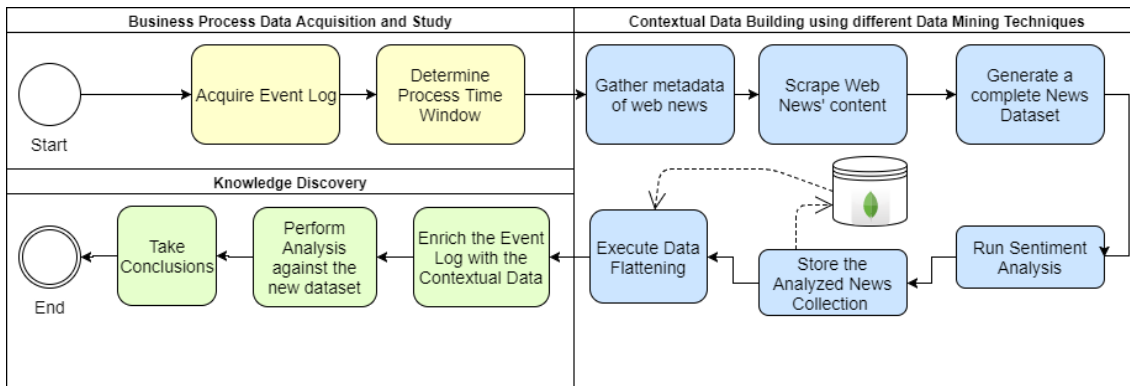 Business Process Data Acquisition and Study
Contextual Data Building using different Data Mining Techniques
Start
Acquire Event Log
Determine
Process Time
Window
Gather metadata
of web news
Scrape Web
News' content
Generate a
complete News
Dataset
Knowledge Discovery
End
Take
Conclusions
Perform
Analysis
against the
new dataset
Enrich the Event
Log with the
Contextual Data
Execute Data
Flattening
Store the
Analyzed News
Collection
Run Sentiment
Analysis